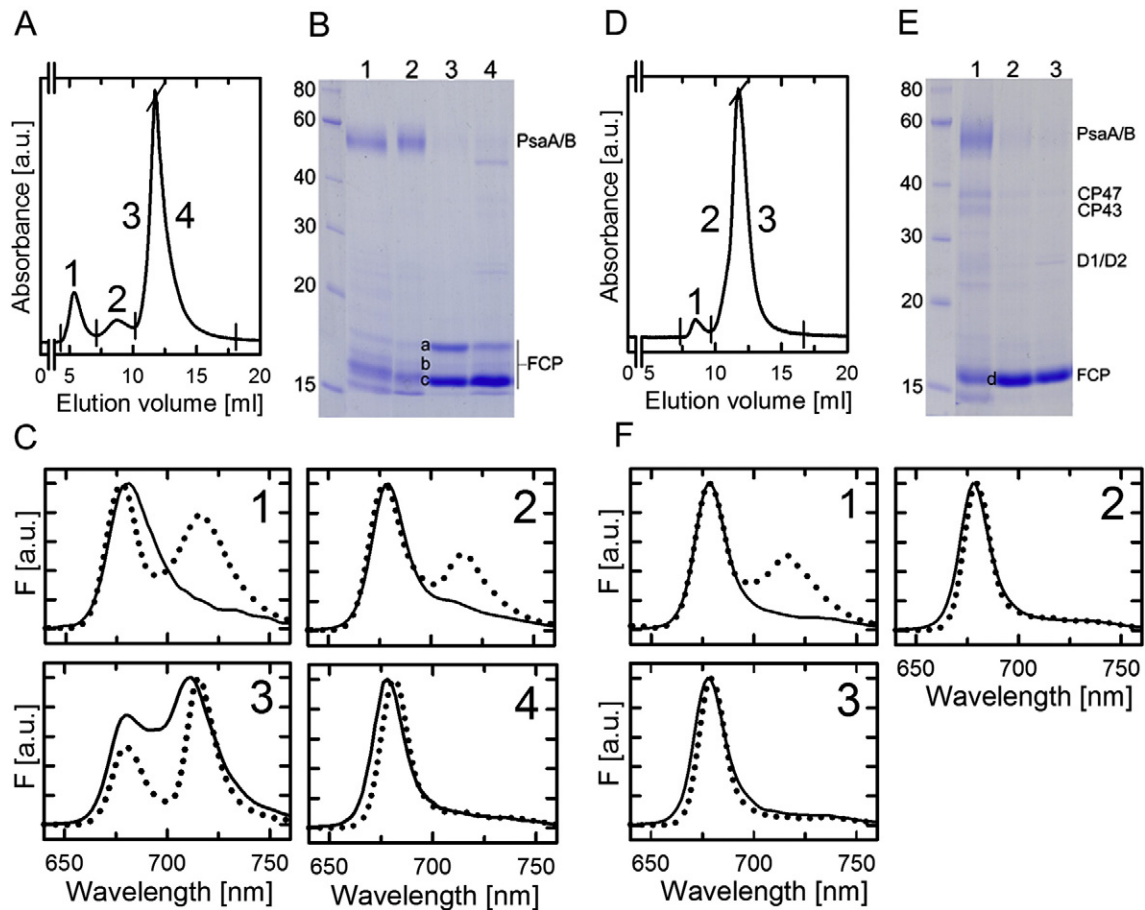 A
Absorbance [a.u.]
1
2
3
4
0
5
10
15
20
Elution volume [ml]
B
1 2 3 4
80
60
40
30
20
15
PsaA/B
a
b
c
FCP
D
Absorbance [a.u.]
1
2
3
0
5
10
15
20
Elution volume [ml]
E
1 2 3
80
60
40
30
20
15
PsaA/B
CP47
CP43
D1/D2
d
FCP
C
F [a.u.]
1
2
F [a.u.]
3
4
650 700 750
Wavelength [nm]
650 700 750
Wavelength [nm]
F
F [a.u.]
1
2
650 700 750
Wavelength [nm]
F [a.u.]
3
650 700 750
Wavelength [nm]